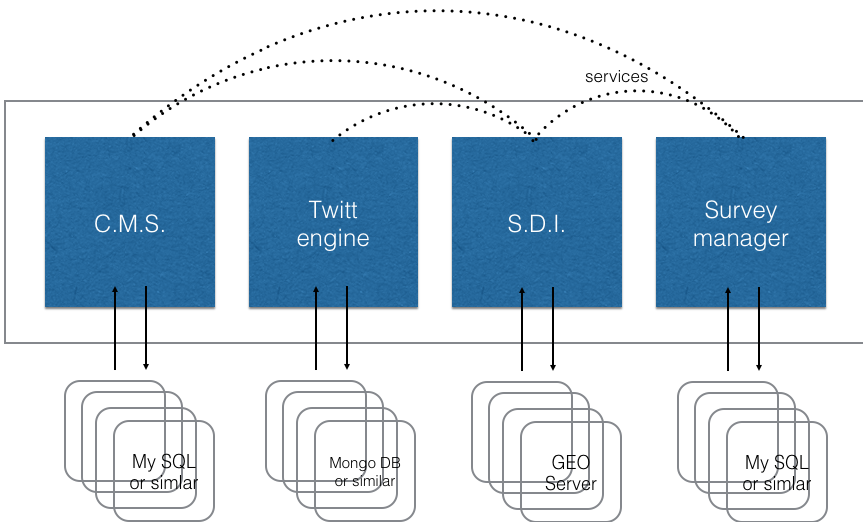 services
C.M.S.
Twitt
engine
S.D.I.
Survey
manager
My SQL
or simlar
Mongo DB
or similar
GEO
Server
My SQL
or simlar